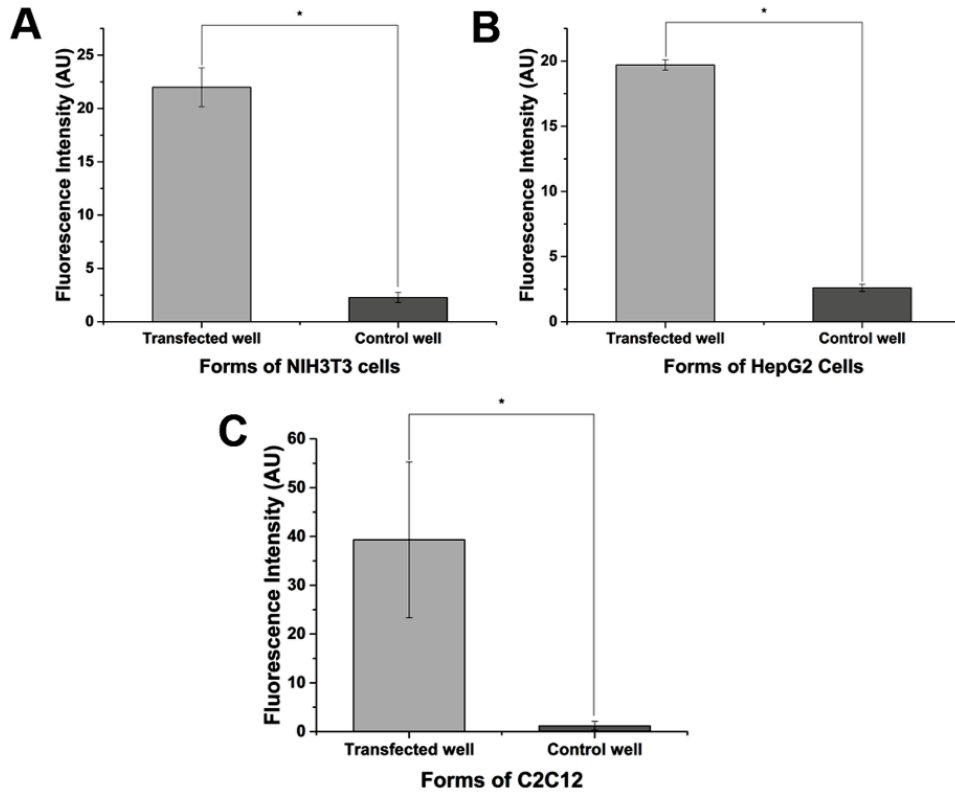 A
*
Fluorescence Intensity (AU)
25
20
15
10
5
0
Transfected well Control well
Forms of NIH3T3 cells
B
*
Fluorescence Intensity (AU)
20
15
10
5
0
Transfected well Control well
Forms of HepG2 Cells
C
*
Fluorescence Intensity (AU)
60
50
40
30
20
10
0
Transfected well Control well
Forms of C2C12